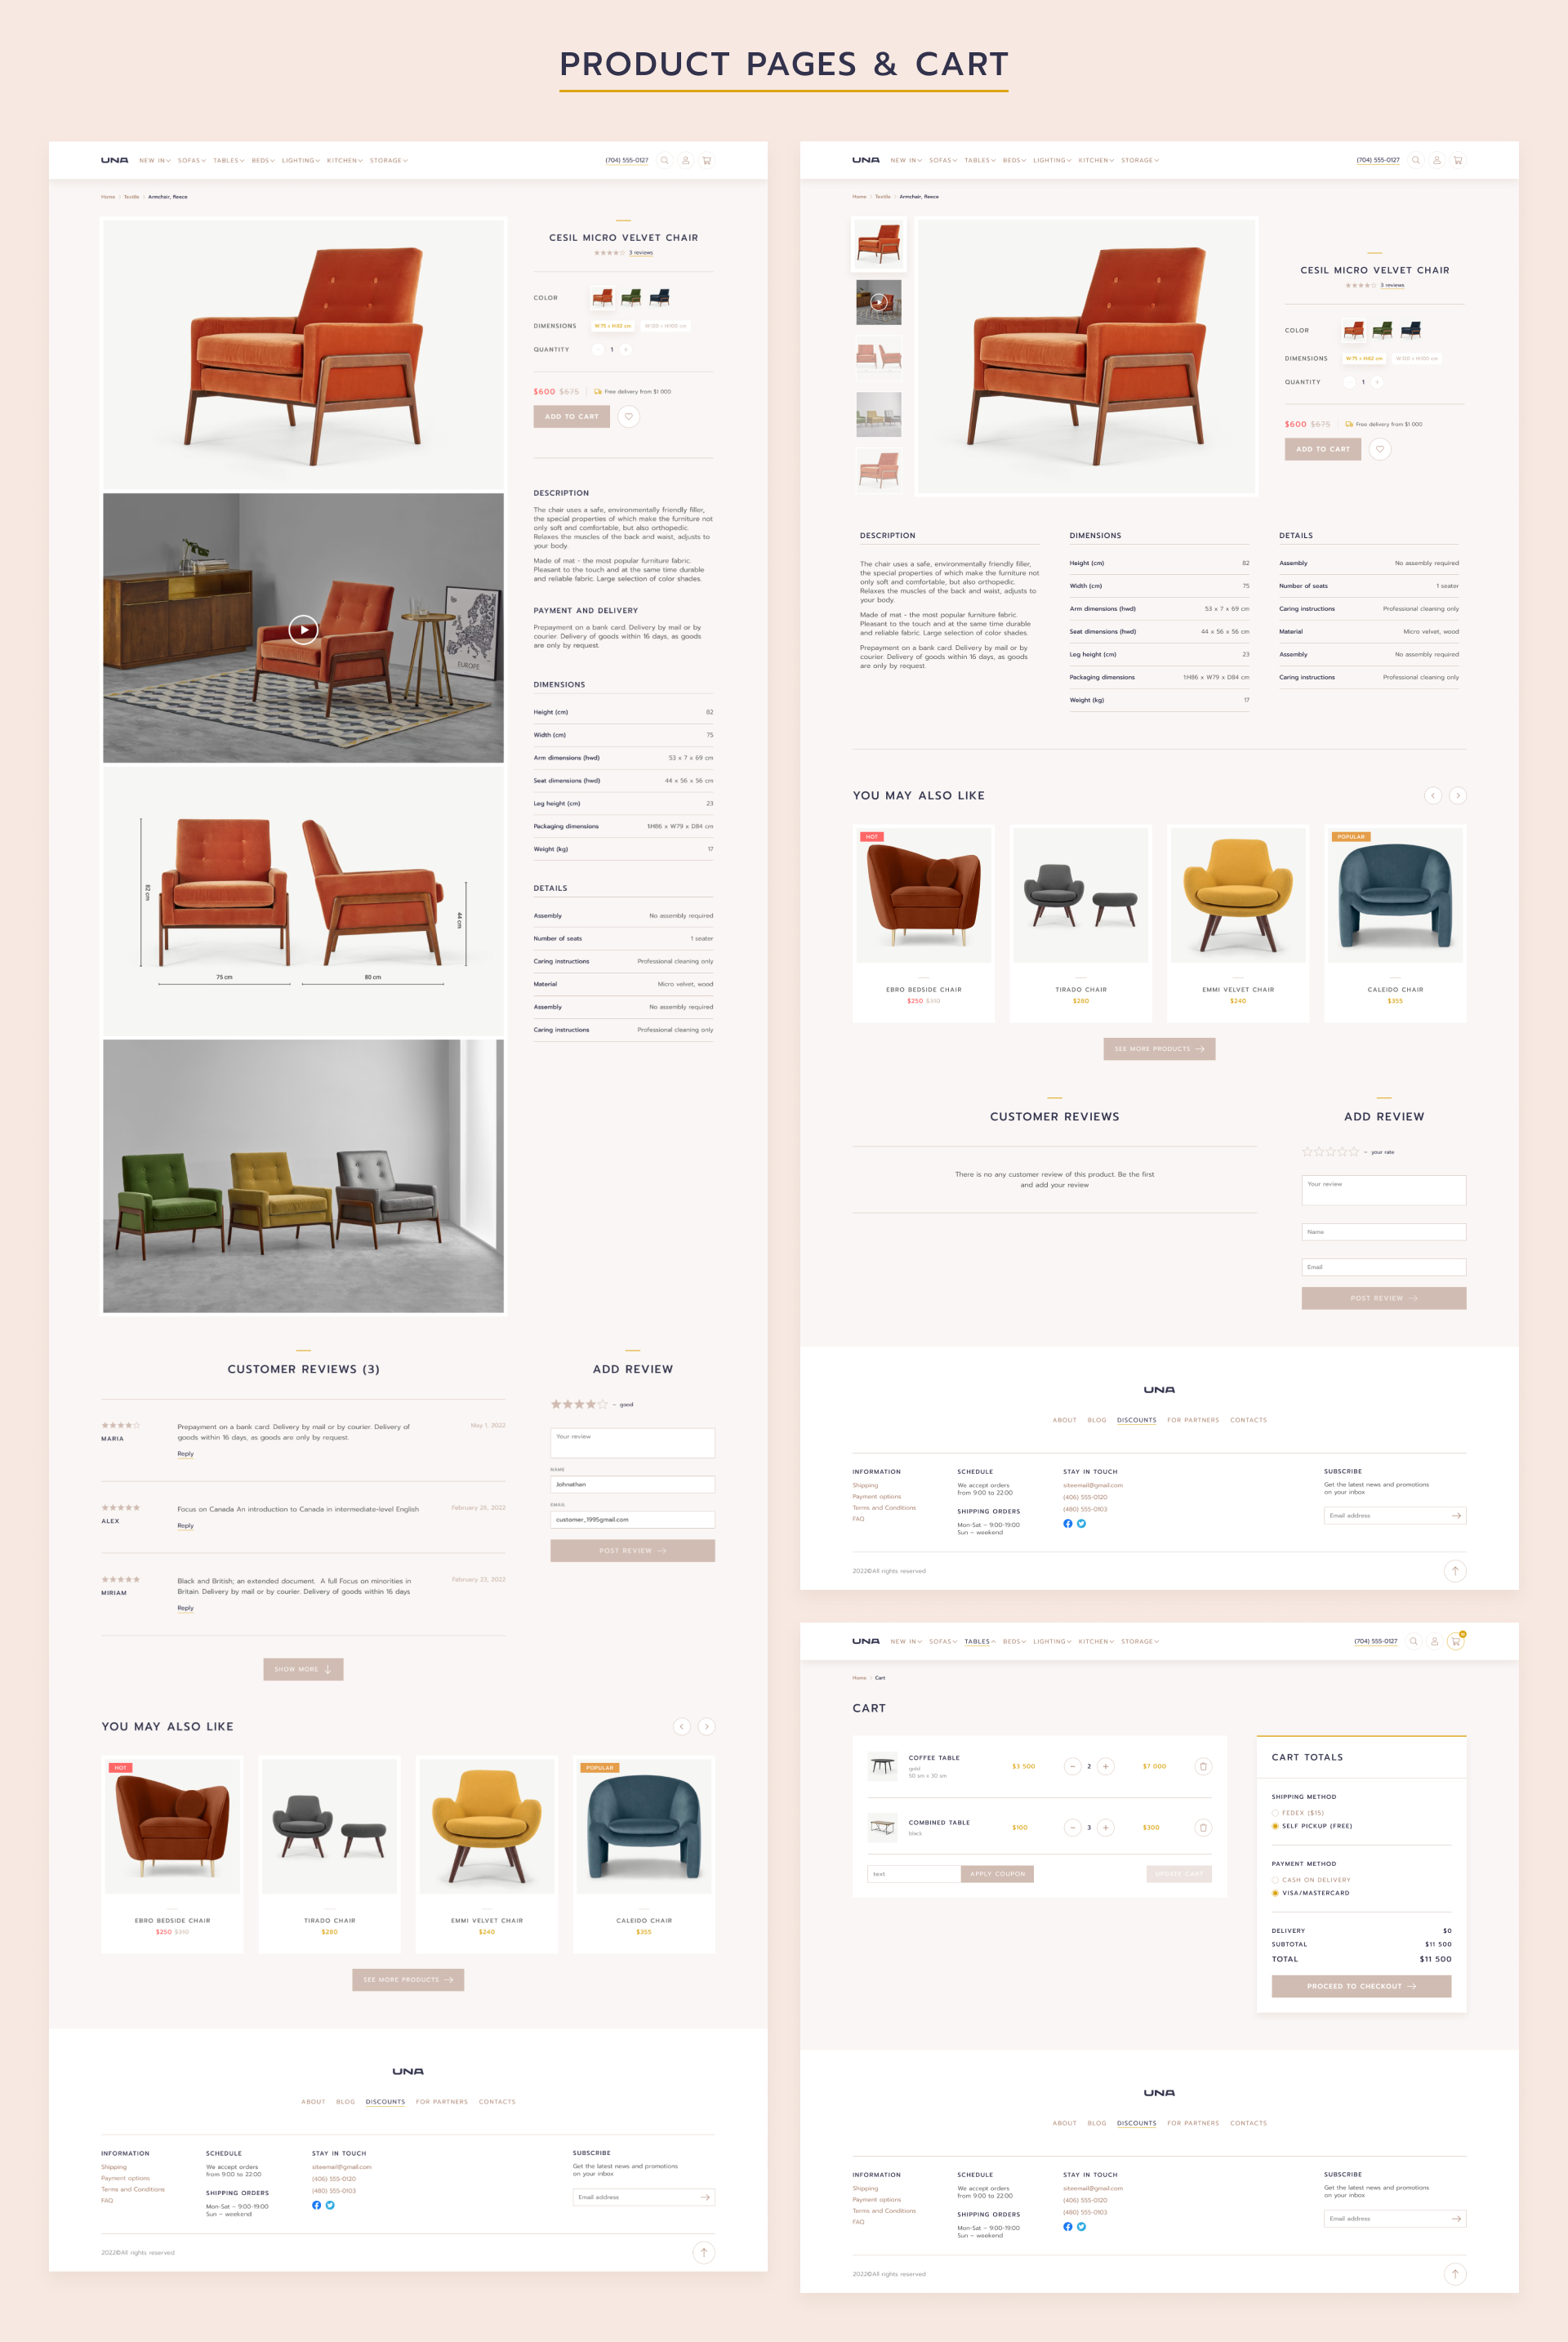 PRODUCT PAGES & CART
UNA NEW IN SOFAS TABLES BEDS LIGHTING KITCHEN STORAGE (704) 555-0127
Home Textile Armchair, fleece
CESIL MICRO VELVET CHAIR
3 reviews
COLOR
DIMENSIONS W:75 x H:82 cm W:120 x H:109 cm
QUANTITY 1
$600 $675 Free delivery from $1 000
ADD TO CART
DESCRIPTION
The chair uses a safe, environmentally friendly filler,
the special properties of which make the furniture not
only soft and comfortable, but also orthopedic.
Relaxes the muscles of the back and waist, adjusts to
your body.
Made of mat - the most popular furniture fabric.
Pleasant to the touch and at the same time durable
and reliable fabric. Large selection of color shades.
PAYMENT AND DELIVERY
Prepayment on a bank card. Delivery by mail or by
courier. Delivery of goods within 16 days, as goods
are only by request.
EUROPE
DIMENSIONS
Height (cm) 82
Width (cm) 75
Arm dimensions (hwd) 53 x 7 x 69 cm
Seat dimensions (hwd) 44 x 56 x 56 cm
Leg height (cm) 23
Packaging dimensions 1:H86 x W79 x D84 cm
Weight (kg) 17
82 cm
44 cm
75 cm
80 cm
DETAILS
Assembly No assembly required
Number of seats 1 seater
Caring instructions Professional cleaning only
Material Micro velvet, wood
Assembly No assembly required
Caring instructions Professional cleaning only
CUSTOMER REVIEWS (3)
MARIA
Prepayment on a bank card. Delivery by mail or by courier. Delivery of
goods within 16 days, as goods are only by request.
May 1, 2022
Reply
ALEX
Focus on Canada An introduction to Canada in intermediate-level English
Reply
MIRIAM
Black and British; an extended document. A full Focus on minorities in
Britain. Delivery by mail or by courier. Delivery of goods within 16 days
February 23, 2022
Reply
SHOW MORE
ADD REVIEW
– good
Your review
NAME
Johnathan
EMAIL
customer_1995gmail.com
POST REVIEW
YOU MAY ALSO LIKE
HOT
POPULAR
EBRO BEDSIDE CHAIR
$250 $310
TIRADO CHAIR
$280
EMMI VELVET CHAIR
$240
CALEIDO CHAIR
$355
SEE MORE PRODUCTS
UNA
ABOUT BLOG DISCOUNTS FOR PARTNERS CONTACTS
INFORMATION
Shipping
Payment options
Terms and Conditions
FAQ
SCHEDULE
We accept orders
from 9:00 to 22:00
SHIPPING ORDERS
Mon-Sat – 9:00-19:00
Sun – weekend
STAY IN TOUCH
siteemail@gmail.com
(406) 555-0120
(480) 555-0103
SUBSCRIBE
Get the latest news and promotions
on your inbox
Email address
2022©All rights reserved
UNA NEW IN SOFAS TABLES BEDS LIGHTING KITCHEN STORAGE (704) 555-0127
Home Textile Armchair, fleece
CESIL MICRO VELVET CHAIR
3 reviews
COLOR
DIMENSIONS W:75 x H:82 cm W:120 x H:109 cm
QUANTITY 1
$600 $675 Free delivery from $1 000
ADD TO CART
DESCRIPTION
The chair uses a safe, environmentally friendly filler,
the special properties of which make the furniture not
only soft and comfortable, but also orthopedic.
Relaxes the muscles of the back and waist, adjusts to
your body.
Made of mat - the most popular furniture fabric.
Pleasant to the touch and at the same time durable
and reliable fabric. Large selection of color shades.
Prepayment on a bank card. Delivery by mail or by
courier. Delivery of goods within 16 days, as goods
are only by request
DIMENSIONS
Height (cm) 82
Width (cm) 75
Arm dimensions (hwd) 53 x 7 x 69 cm
Seat dimensions (hwd) 44 x 56 x 56 cm
Leg height (cm) 23
Packaging dimensions 1:H86 x W79 x D84 cm
Weight (kg) 17
DETAILS
Assembly No assembly required
Number of seats 1 seater
Caring instructions Professional cleaning only
Material Micro velvet, wood
Assembly No assembly required
Caring instructions Professional cleaning only
YOU MAY ALSO LIKE
HOT
POPULAR
EBRO BEDSIDE CHAIR
$250 $310
TIRADO CHAIR
$280
EMMI VELVET CHAIR
$240
CALEIDO CHAIR
$355
SEE MORE PRODUCTS
CUSTOMER REVIEWS
There is no any customer review of this product. Be the first
and add your review
ADD REVIEW
– your rate
Your review
Name
Email
POST REVIEW
UNA
ABOUT BLOG DISCOUNTS FOR PARTNERS CONTACTS
INFORMATION
Shipping
Payment options
Terms and Conditions
FAQ
SCHEDULE
We accept orders
from 9:00 to 22:00
SHIPPING ORDERS
Mon-Sat – 9:00-19:00
Sun – weekend
STAY IN TOUCH
siteemail@gmail.com
(406) 555-0120
(480) 555-0103
SUBSCRIBE
Get the latest news and promotions
on your inbox
Email address
2022©All rights reserved
UNA NEW IN SOFAS TABLES BEDS LIGHTING KITCHEN STORAGE (704) 555-0127
Home Cart
CART
COFFEE TABLE
gold
50 sm x 30 sm
$3 500 2 $7 000
COMBINED TABLE
black
$100 3 $300
text
APPLY COUPON
UPDATE CART
CART TOTALS
SHIPPING METHOD
FEDEX ($15)
SELF PICKUP (FREE)
PAYMENT METHOD
CASH ON DELIVERY
VISA/MASTERCARD
DELIVERY $0
SUBTOTAL $11 500
TOTAL $11 500
PROCEED TO CHECKOUT
UNA
ABOUT BLOG DISCOUNTS FOR PARTNERS CONTACTS
INFORMATION
Shipping
Payment options
Terms and Conditions
FAQ
SCHEDULE
We accept orders
from 9:00 to 22:00
SHIPPING ORDERS
Mon-Sat – 9:00-19:00
Sun – weekend
STAY IN TOUCH
siteemail@gmail.com
(406) 555-0120
(480) 555-0103
SUBSCRIBE
Get the latest news and promotions
on your inbox
Email address
2022©All rights reserved